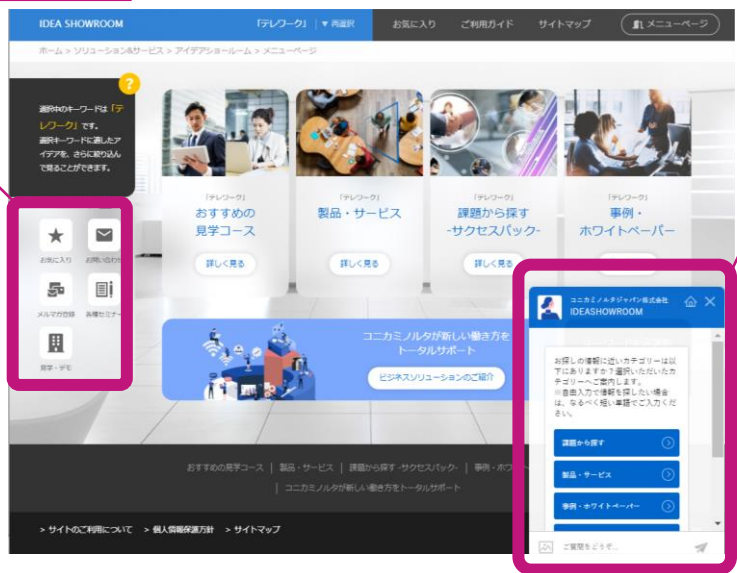 IDEA SHOWROOM
「テレワーク」 ▼ 再選択
お気に入り
ご利用ガイド
サイトマップ
メニューページ
ホーム > ソリューション&サービス > アイデアショールーム > メニューページ
?
選択中のキーワードは「テ
レワーク」です。
選択キーワードに適したア
イデアを、さらに絞り込ん
で見ることができます。
「テレワーク」
おすすめの
見学コース
詳しく見る
「テレワーク」
製品・サービス
詳しく見る
「テレワーク」
課題から探す
-サクセスパック-
詳しく見る
「テレワーク」
事例・
ホワイトペーパー
お気に入り
お問い合わせ
メルマガ登録
各種セミナー
見学・デモ
コニカミノルタが新しい働き方を
トータルサポート
ビジネスソリューションのご紹介
コニカミノルタジャパン株式会社
IDEASHOWROOM
お探しの情報に近いカテゴリーは以
下にありますか？選択いただいたカ
テゴリーへご案内します。
※自由入力で情報を探したい場合
は、なるべく短い単語でご入力くだ
さい。
課題から探す
製品・サービス
事例・ホワイトペーパー
ご質問をどうぞ...
おすすめの見学コース | 製品・サービス | 課題から探す -サクセスパック- | 事例・ホワ
| コニカミノルタが新しい働き方をトータルサポート
> サイトのご利用について > 個人情報保護方針 > サイトマップ